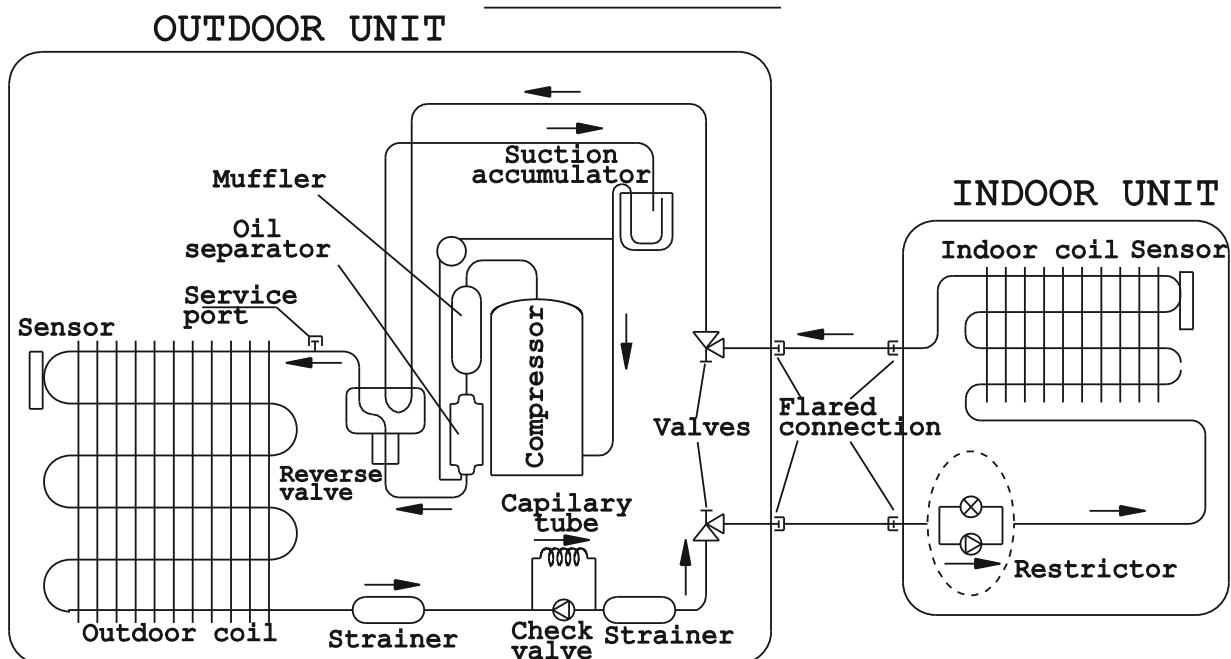 OUTDOOR UNIT
Suction
accumulator
Muffler
Oil
separator
Service
port
Sensor
Compressor
Reverse
valve
Capilary
tube
Valves
Flared
connection
Outdoor coil
Strainer
Check
valve
Strainer
INDOOR UNIT
Indoor coil
Sensor
Restrictor